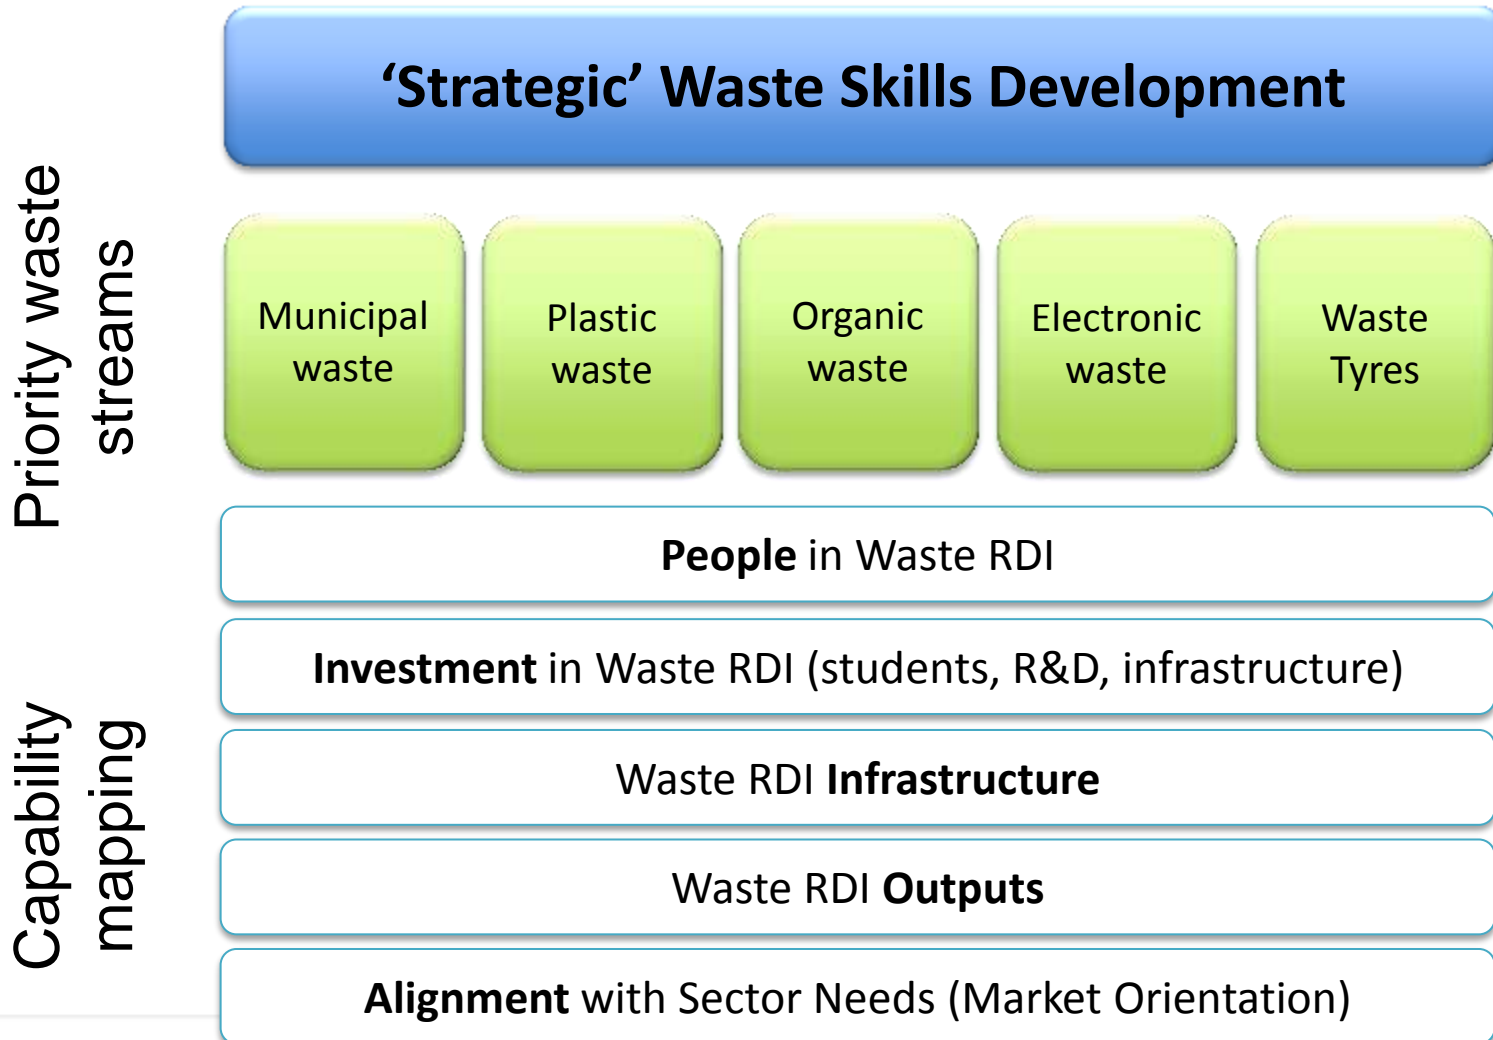 ‘Strategic’ Waste Skills Development
Priority waste
streams
Municipal
waste
Plastic
waste
Organic
waste
Electronic
waste
Waste
Tyres
Capability
mapping
People in Waste RDI
Investment in Waste RDI (students, R&D, infrastructure)
Waste RDI Infrastructure
Waste RDI Outputs
Alignment with Sector Needs (Market Orientation)